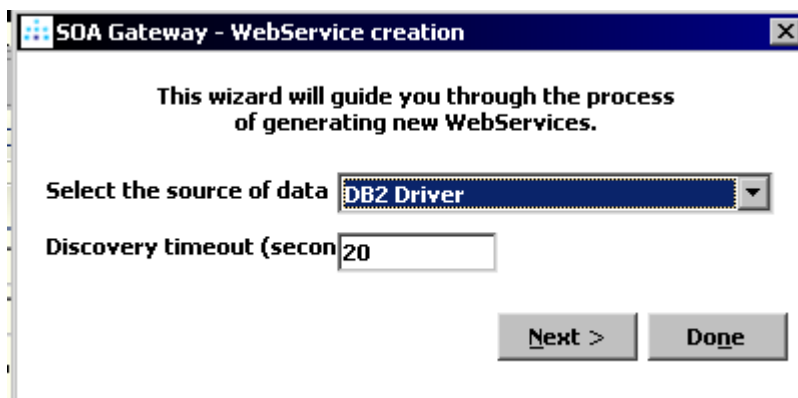 SOA Gateway - WebService creation
This wizard will guide you through the process
of generating new WebServices.
Select the source of data DB2 Driver
Discovery timeout (secon 20
Next > Done